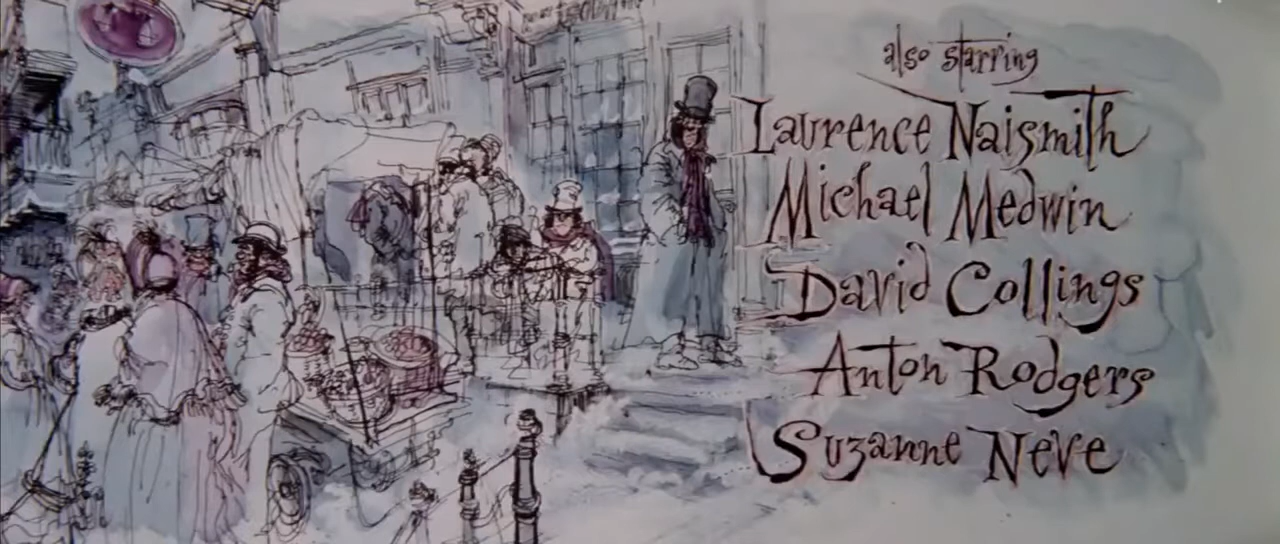 also starring
Laurence Naismith
Michael Medwin
David Collings
Anton Rodgers
Suzanne Neve